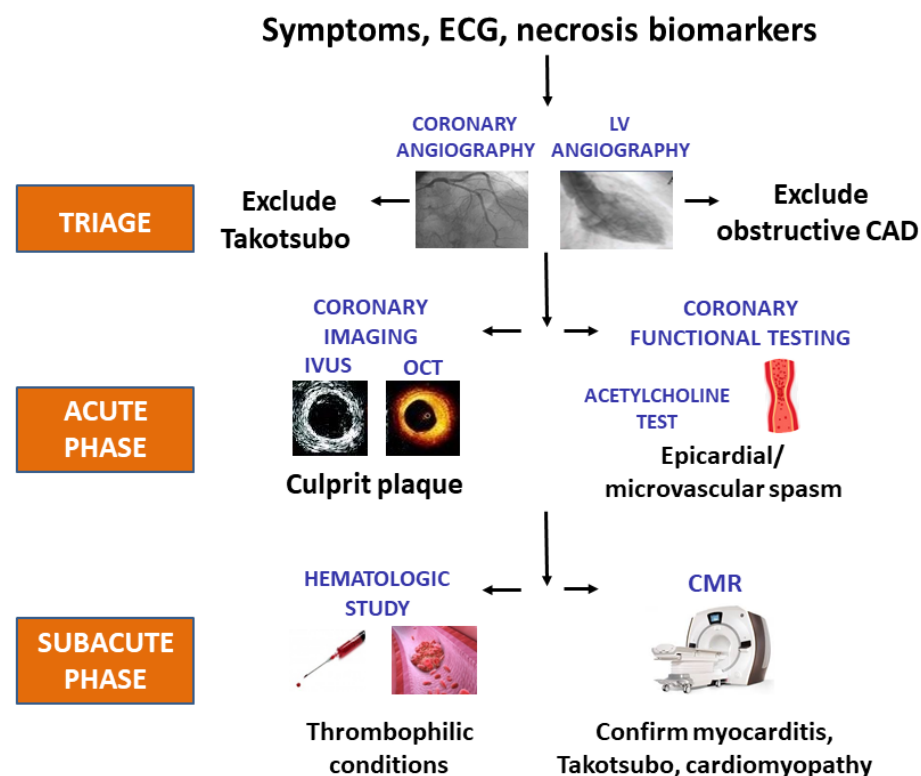 Symptoms, ECG, necrosis biomarkers
CORONARY
ANGIOGRAPHY
LV
ANGIOGRAPHY
TRIAGE
Exclude
Takotsubo
Exclude
obstructive CAD
CORONARY
IMAGING
IVUS
OCT
CORONARY
FUNCTIONAL TESTING
ACUTE
PHASE
ACETYLCHOLINE
TEST
Culprit plaque
Epicardial/
microvascular spasm
HEMATOLOGIC
STUDY
CMR
SUBACUTE
PHASE
Thrombophilic
conditions
Confirm myocarditis,
Takotsubo, cardiomyopathy